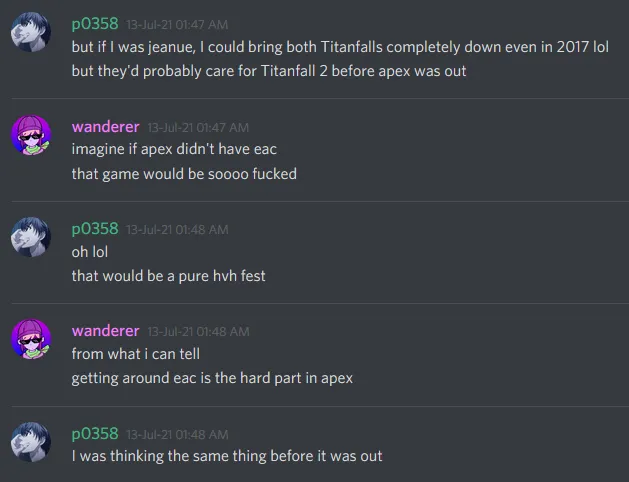 p0358 13-Jul-21 01:47 AM
but if I was jeanue, I could bring both Titanfalls completely down even in 2017 lol
but they'd probably care for Titanfall 2 before apex was out
wanderer 13-Jul-21 01:47 AM
imagine if apex didn't have eac
that game would be soooo fucked
p0358 13-Jul-21 01:48 AM
oh lol
that would be a pure hvh fest
wanderer 13-Jul-21 01:48 AM
from what i can tell
getting around eac is the hard part in apex
p0358 13-Jul-21 01:48 AM
I was thinking the same thing before it was out